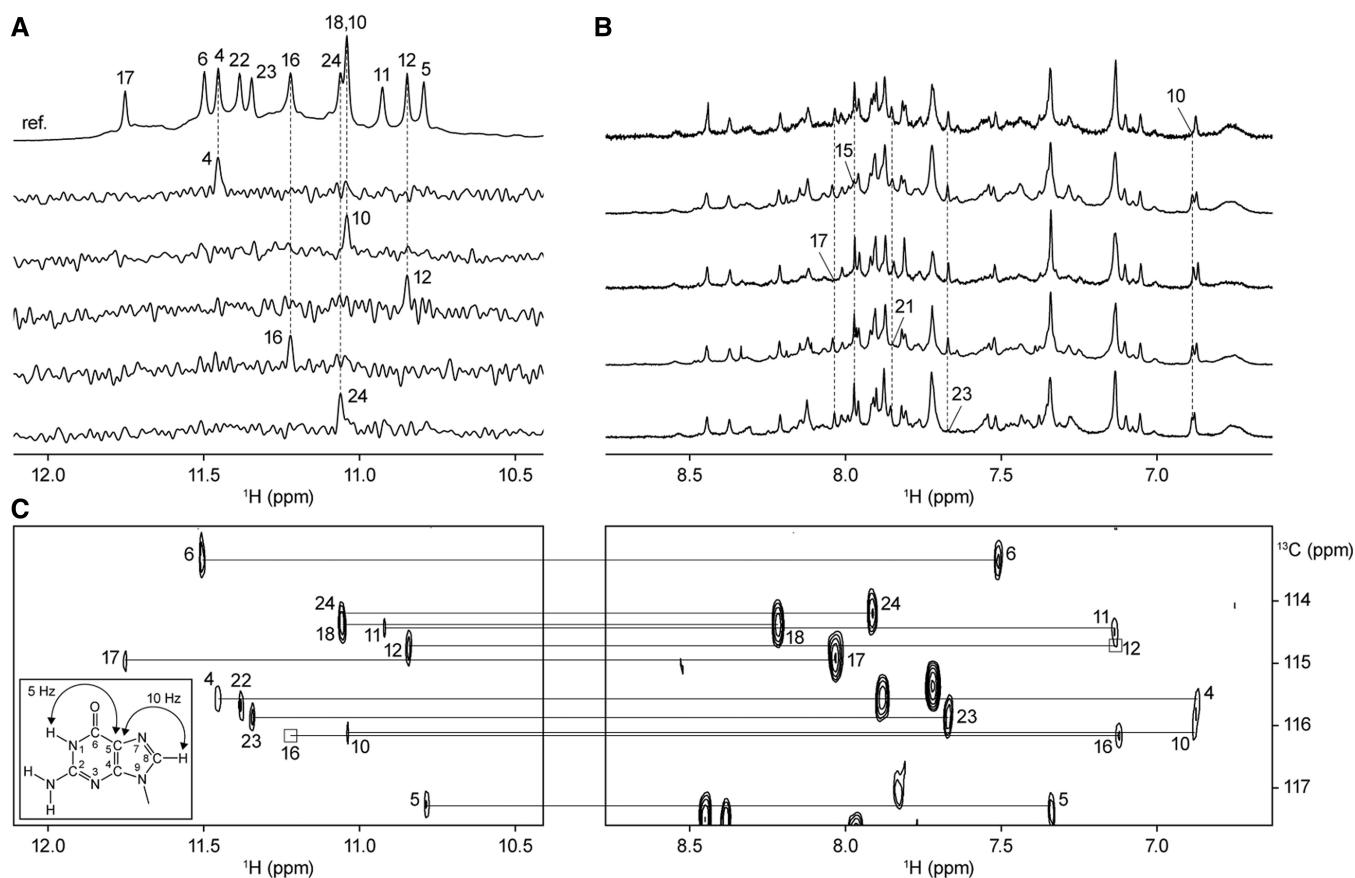 A
B
18,10
6 4 22
23
16
24
11
12
5
17
ref.
10
4
15
10
17
12
21
16
24
23
12.0 11.5 11.0 10.5
8.5 8.0 7.5 7.0
¹H (ppm)
¹H (ppm)
C
6
6
¹³C (ppm)
24
24
114
18
11
18
11
12
12
17
17
115
4 22
4
23
23
116
16
10
16
10
5
5
117
5 Hz
10 Hz
O
H
N
1
6
5
N
7
8
H
H
N
2
3
N
4
C
9
N
H
12.0 11.5 11.0 10.5
8.5 8.0 7.5 7.0
¹H (ppm)
¹H (ppm)